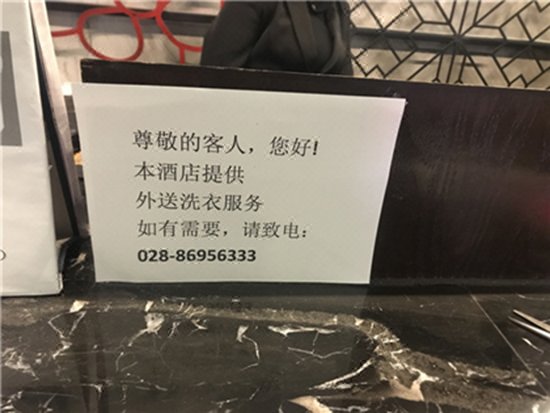 尊敬的客人，您好!
本酒店提供
外送洗衣服务
如有需要，请致电：
028-86956333